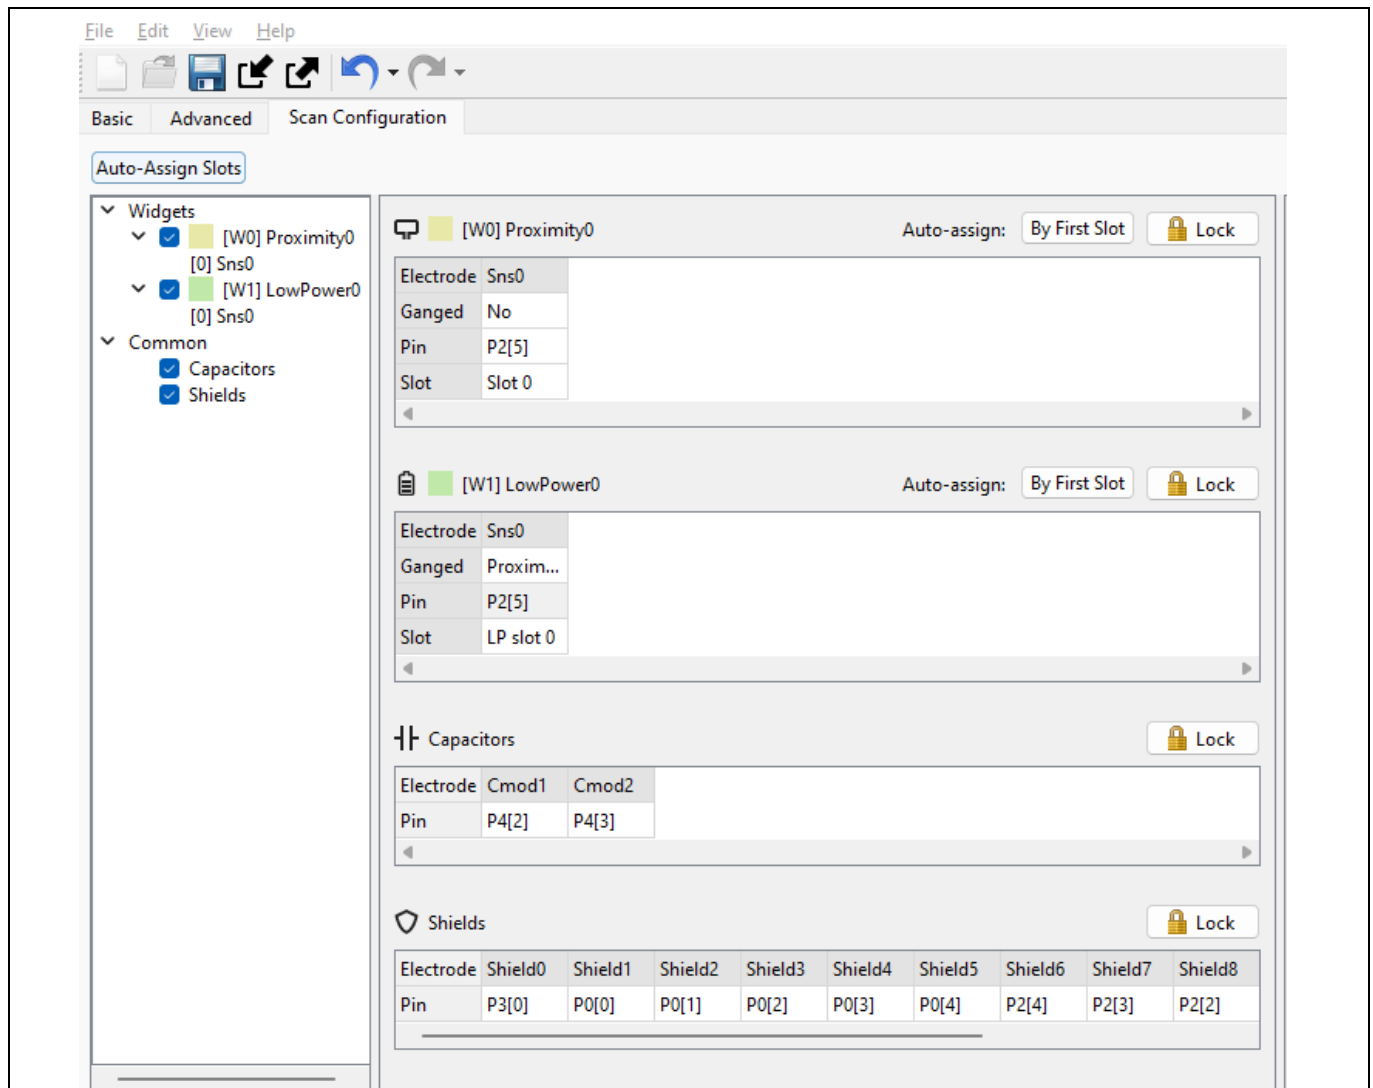 File Edit View Help
Basic Advanced Scan Configuration
Auto-Assign Slots
Widgets
[W0] Proximity0
[0] Sns0
[W1] LowPower0
[0] Sns0
Common
Capacitors
Shields
[W0] Proximity0 Auto-assign: By First Slot Lock
Electrode Sns0
Ganged No
Pin P2[5]
Slot Slot 0
[W1] LowPower0 Auto-assign: By First Slot Lock
Electrode Sns0
Ganged Proxim...
Pin P2[5]
Slot LP slot 0
Capacitors Lock
Electrode Cmod1 Cmod2
Pin P4[2] P4[3]
Shields Lock
Electrode Shield0 Shield1 Shield2 Shield3 Shield4 Shield5 Shield6 Shield7 Shield8
Pin P3[0] P0[0] P0[1] P0[2] P0[3] P0[4] P2[4] P2[3] P2[2]